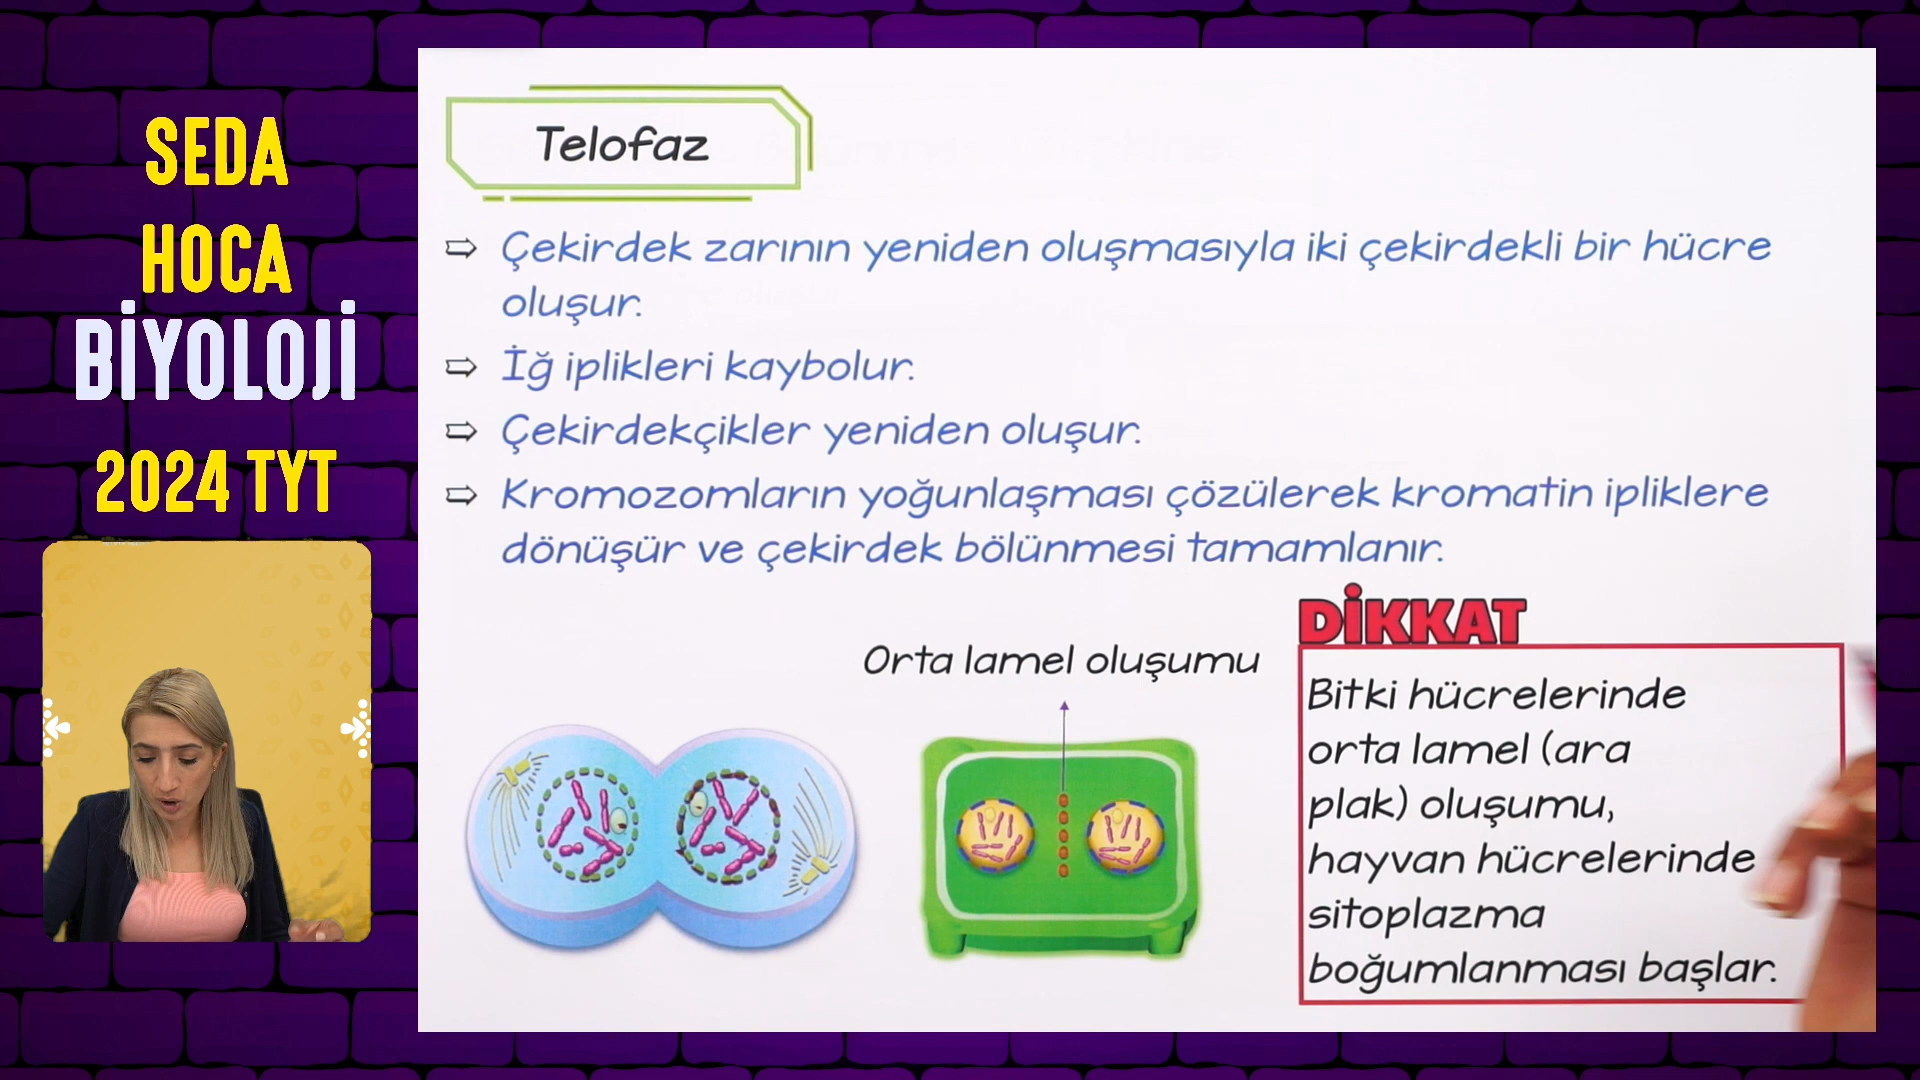 SEDA
HOCA
BİYOLOJİ
2024 TYT
Telofaz
Çekirdek zarının yeniden oluşmasıyla iki çekirdekli bir hücre
oluşur.
İğ iplikleri kaybolur.
Çekirdekçikler yeniden oluşur.
Kromozomların yoğunlaşması çözülerek kromatin ipliklere
dönüşür ve çekirdek bölünmesi tamamlanır.
Orta lamel oluşumu
DİKKAT
Bitki hücrelerinde
orta lamel (ara
plak) oluşumu,
hayvan hücrelerinde
sitoplazma
boğumlanması başlar.